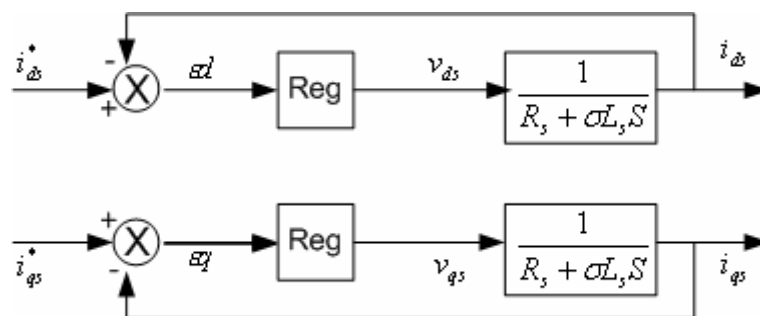 i*ds
-
+
X
εd
Reg
vds
1
Rs + σLsS
ids
i*qs
+
-
X
εq
Reg
vqs
1
Rs + σLsS
iqs